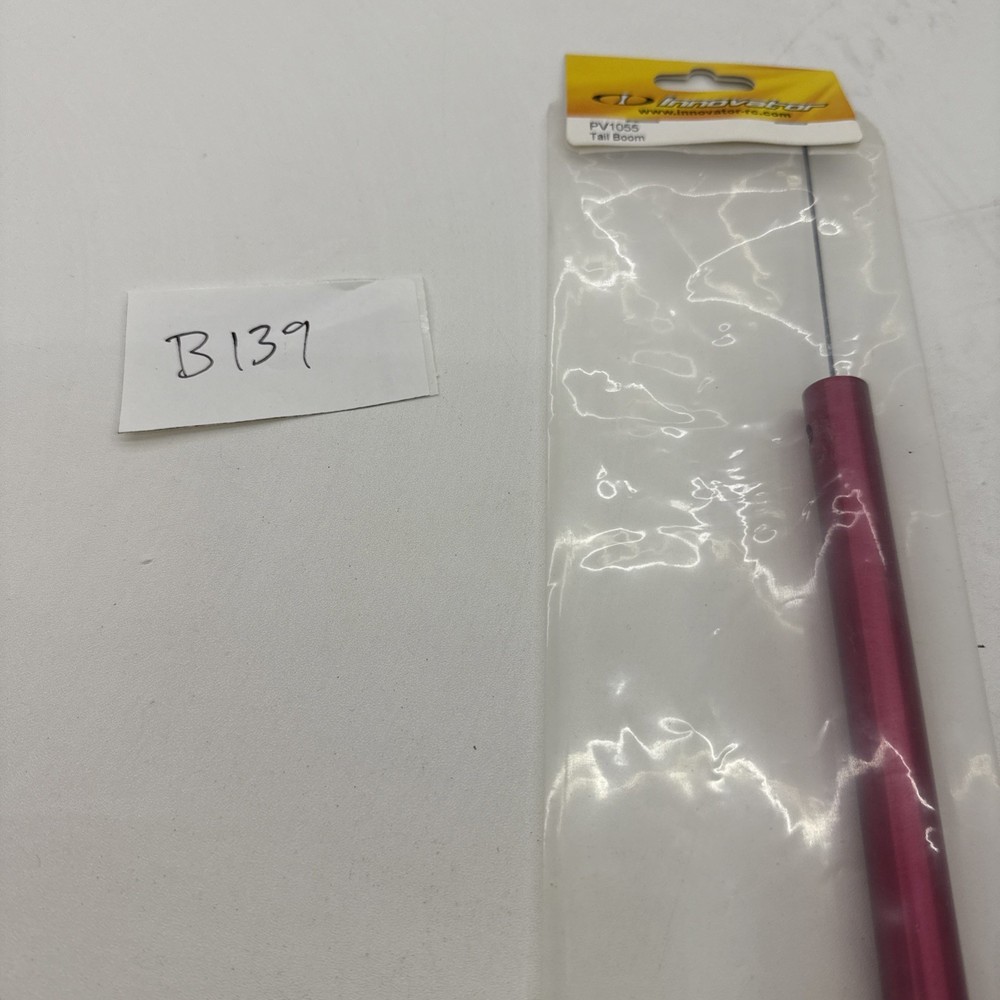 B139
Innovator
www.innovator-rc.com
PV1055
Tail Boom